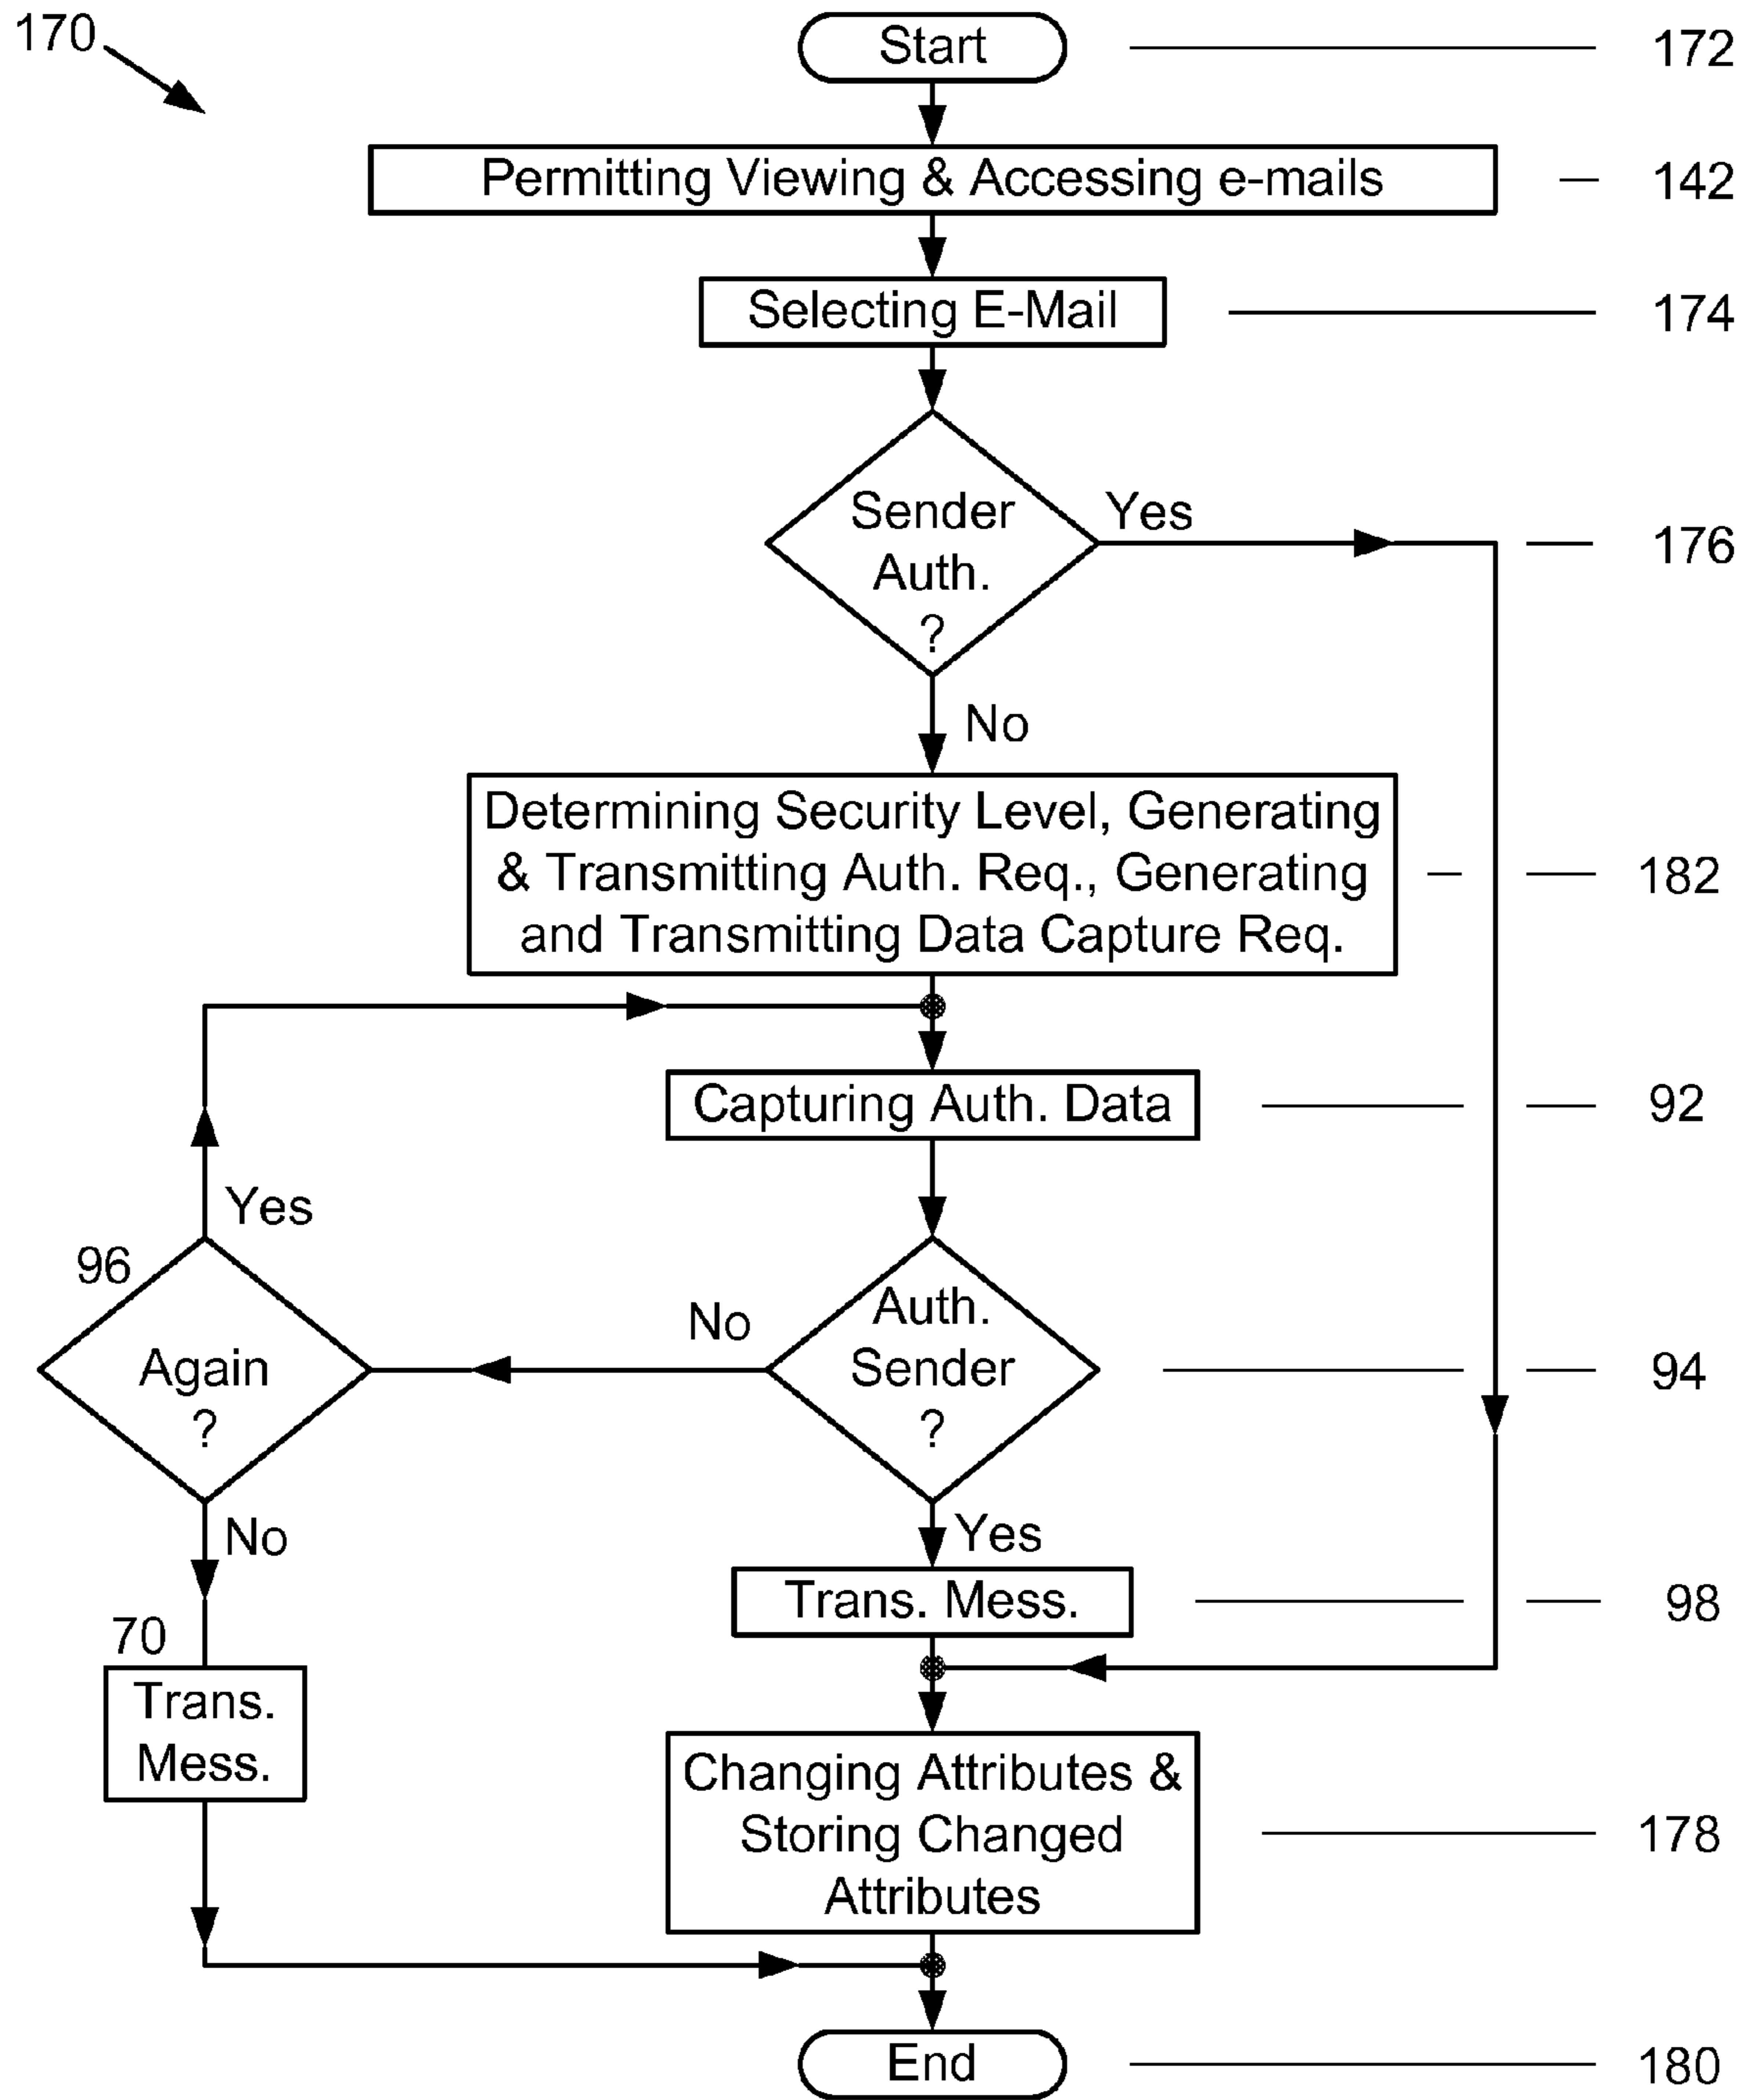 170
Start
172
Permitting Viewing & Accessing e-mails
142
Selecting E-Mail
174
Sender
Auth.
?
Yes
176
No
Determining Security Level, Generating
& Transmitting Auth. Req., Generating
and Transmitting Data Capture Req.
182
Capturing Auth. Data
92
Yes
96
Again
?
No
Auth.
Sender
?
94
No
Yes
Trans. Mess.
98
70
Trans.
Mess.
Changing Attributes &
Storing Changed
Attributes
178
End
180